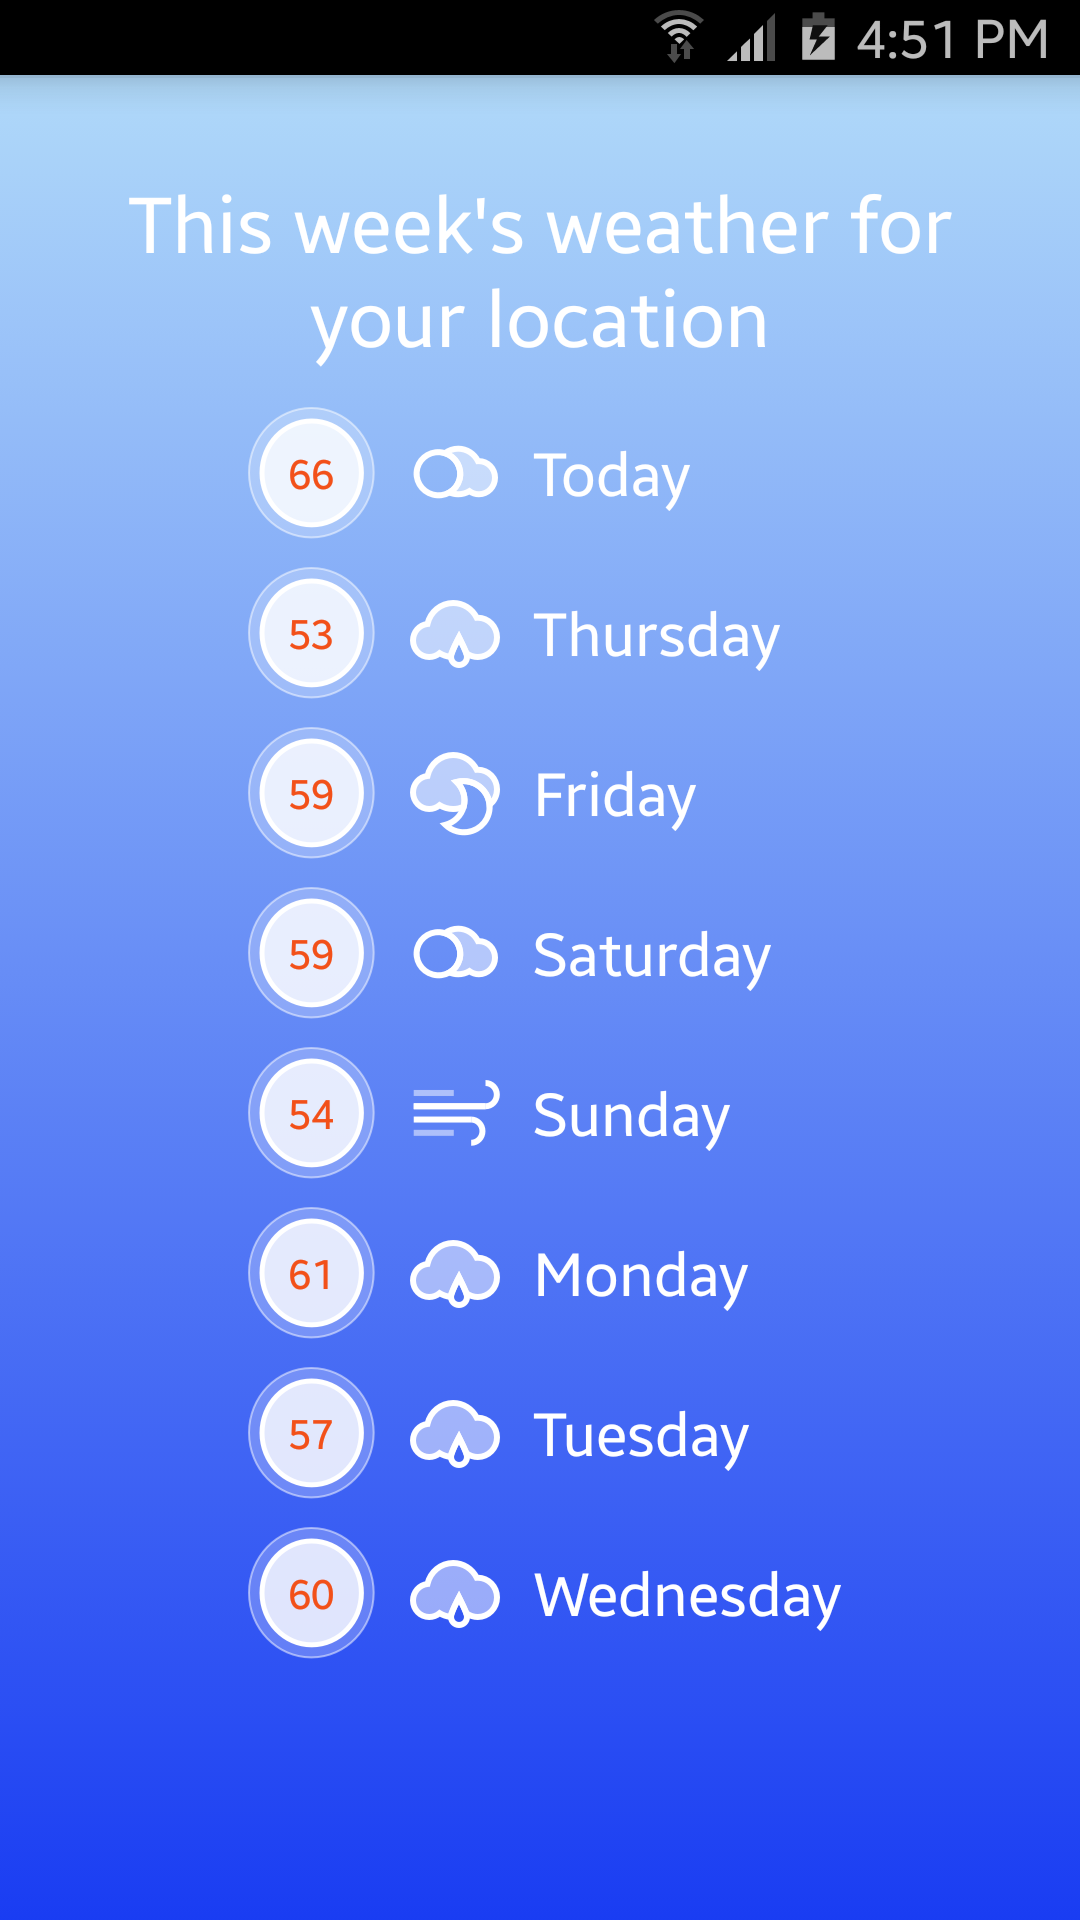 4:51 PM
This week's weather for
your location
66 Today
53 Thursday
59 Friday
59 Saturday
54 Sunday
61 Monday
57 Tuesday
60 Wednesday